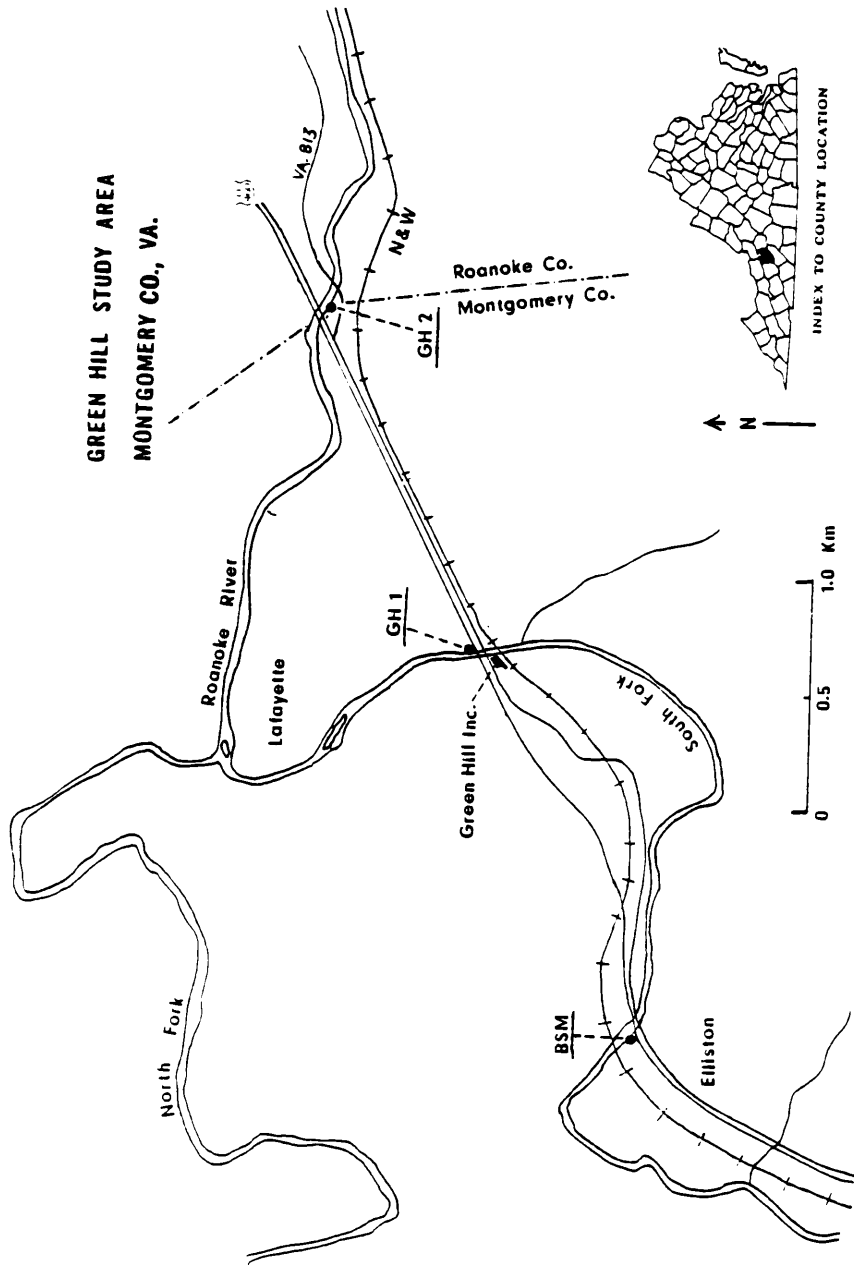 GREEN HILL STUDY AREA
MONTGOMERY CO., VA.
VA. 813
N & W
Roanoke Co.
Montgomery Co.
GH 2
Roanoke River
Lafayette
GH 1
Green Hill Inc.
South Fork
North Fork
BSM
Elliston
0 0.5 1.0 Km
N
INDEX TO COUNTY LOCATION